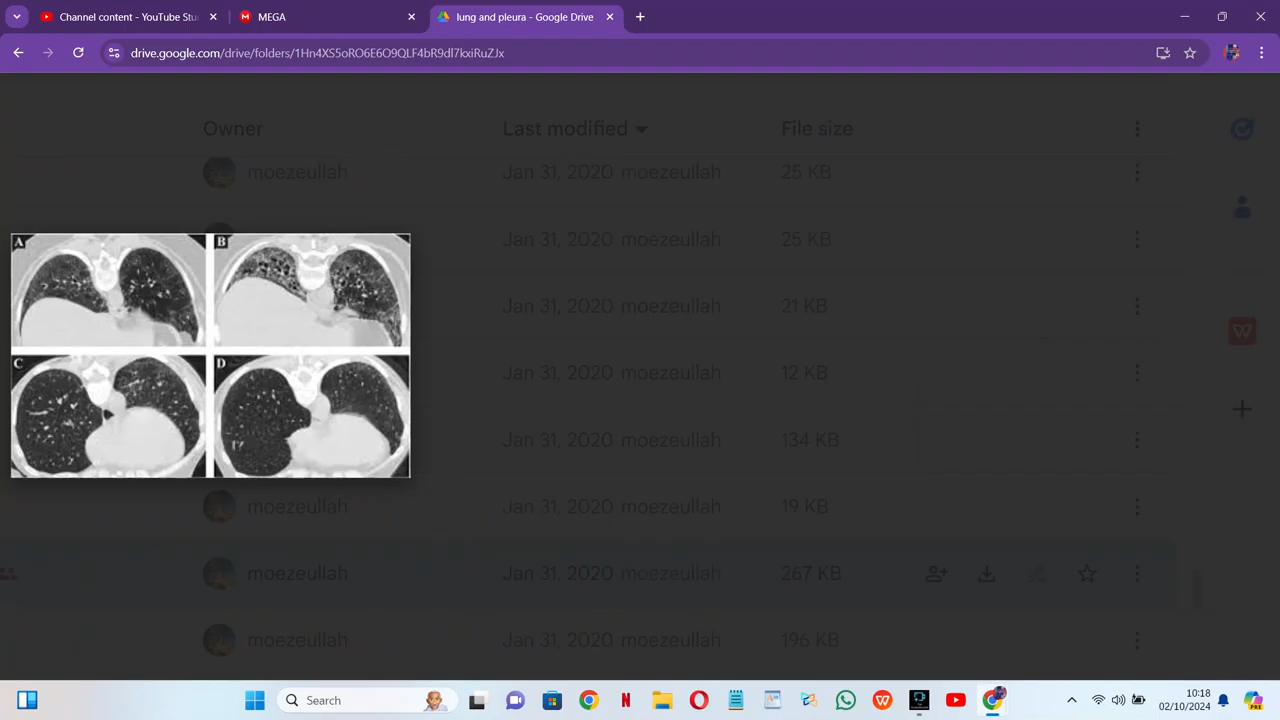 Channel content - YouTube Stu
MEGA
lung and pleura - Google Drive
drive.google.com/drive/folders/1Hn4XS5oRO6E6O9QLF4bR9dl7kxiRuZJx
Owner Last modified File size
moezeullah Jan 31, 2020 moezeullah 25 KB
Jan 31, 2020 moezeullah 25 KB
Jan 31, 2020 moezeullah 21 KB
Jan 31, 2020 moezeullah 12 KB
Jan 31, 2020 moezeullah 134 KB
moezeullah Jan 31, 2020 moezeullah 19 KB
moezeullah Jan 31, 2020 moezeullah 267 KB
moezeullah Jan 31, 2020 moezeullah 196 KB
A B
C D
Search
10:18
02/10/2024
PRE